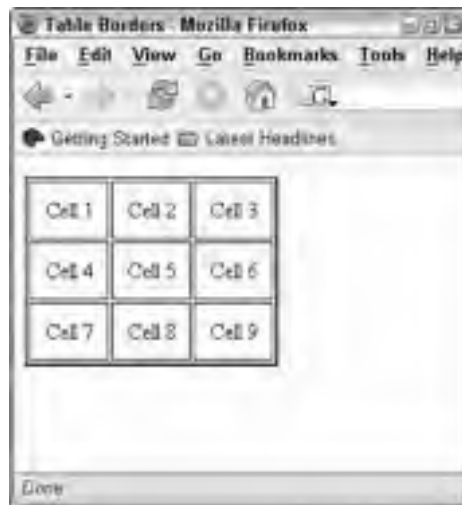 Table Borders - Mozilla Firefox
File Edit View Go Bookmarks Tools Help
Getting Started Latest Headlines
Cell 1 Cell 2 Cell 3
Cell 4 Cell 5 Cell 6
Cell 7 Cell 8 Cell 9
Done